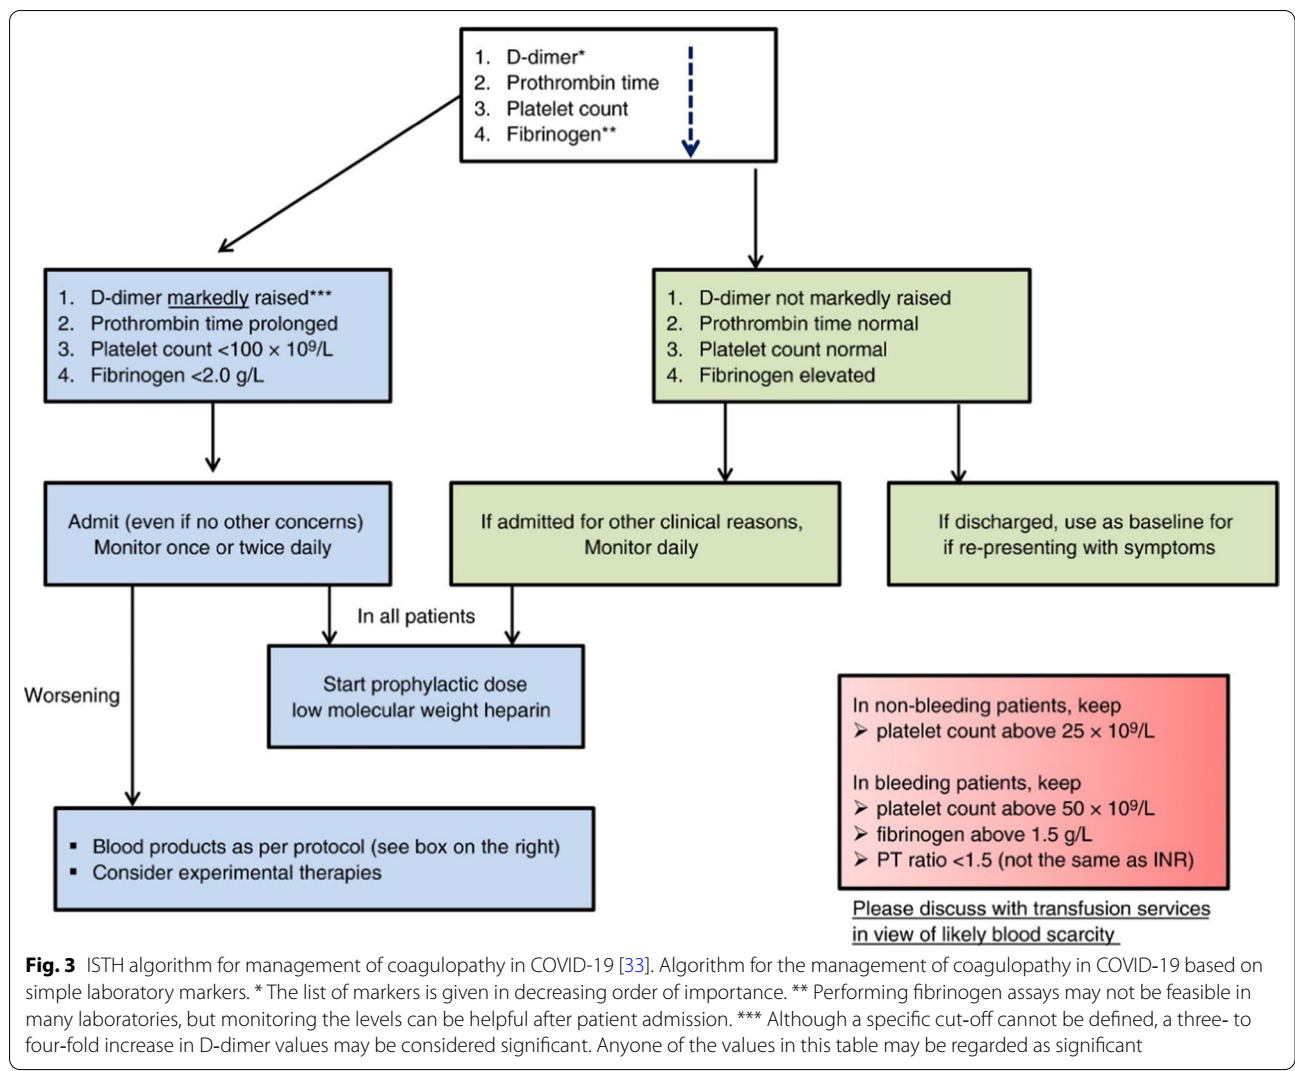 1. D-dimer*
2. Prothrombin time
3. Platelet count
4. Fibrinogen**
1. D-dimer markedly raised***
2. Prothrombin time prolonged
3. Platelet count <100 × 10⁹/L
4. Fibrinogen <2.0 g/L
1. D-dimer not markedly raised
2. Prothrombin time normal
3. Platelet count normal
4. Fibrinogen elevated
Admit (even if no other concerns)
Monitor once or twice daily
If admitted for other clinical reasons,
Monitor daily
If discharged, use as baseline for
if re-presenting with symptoms
In all patients
Start prophylactic dose
low molecular weight heparin
Worsening
▪ Blood products as per protocol (see box on the right)
▪ Consider experimental therapies
In non-bleeding patients, keep
➢ platelet count above 25 × 10⁹/L
In bleeding patients, keep
➢ platelet count above 50 × 10⁹/L
➢ fibrinogen above 1.5 g/L
➢ PT ratio <1.5 (not the same as INR)
Please discuss with transfusion services
in view of likely blood scarcity
Fig. 3 ISTH algorithm for management of coagulopathy in COVID-19 [33]. Algorithm for the management of coagulopathy in COVID-19 based on
simple laboratory markers. * The list of markers is given in decreasing order of importance. ** Performing fibrinogen assays may not be feasible in
many laboratories, but monitoring the levels can be helpful after patient admission. *** Although a specific cut-off cannot be defined, a three- to
four-fold increase in D-dimer values may be considered significant. Anyone of the values in this table may be regarded as significant